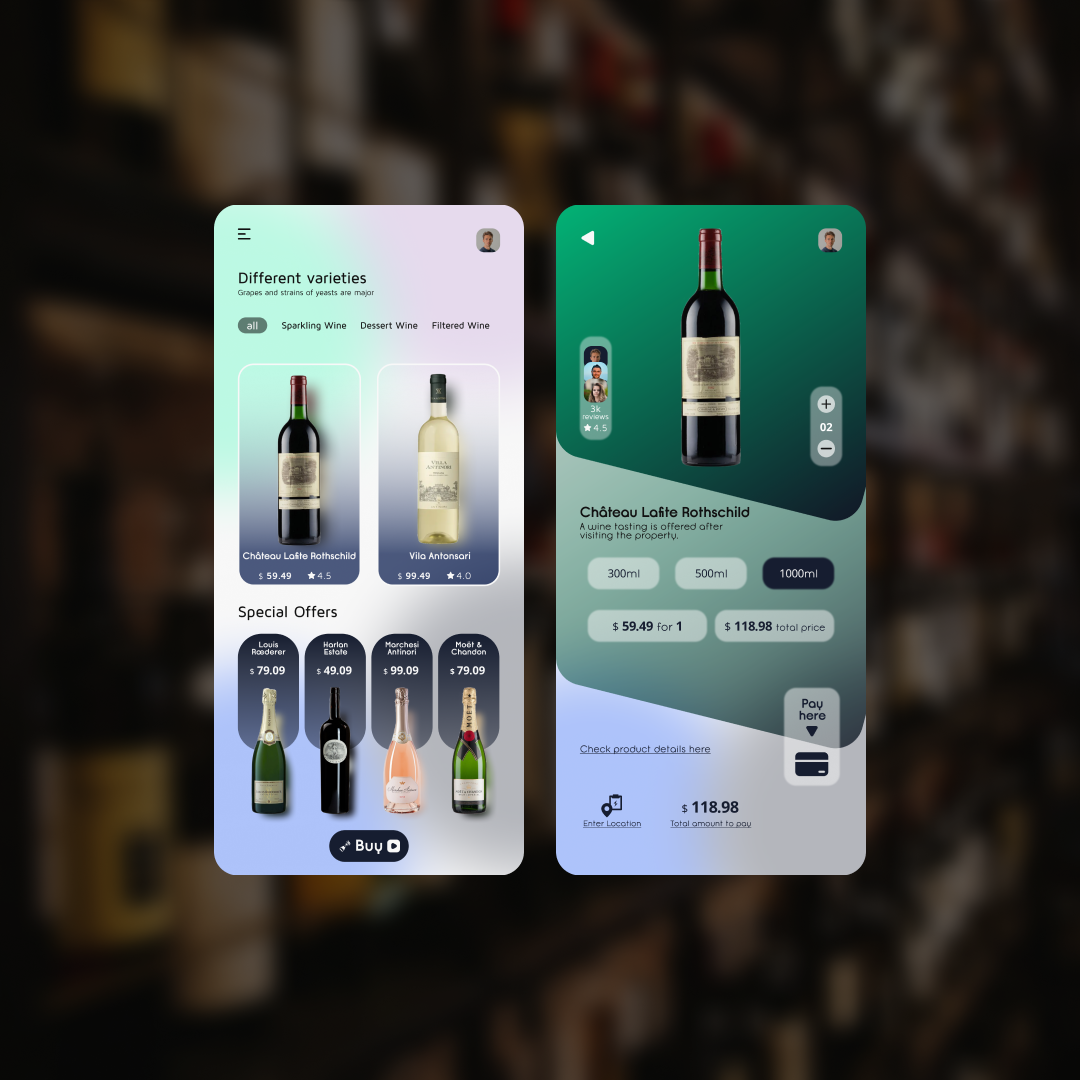 Different varieties
Grapes and strains of yeasts are major
all
Sparkling Wine
Dessert Wine
Filtered Wine
VILLA
ANTINORI
Château Lafite Rothschild
$ 59.49
4.5
Vila Antonsari
$ 99.49
4.0
Special Offers
Louis
Rœderer
$ 79.09
Harlan
Estate
$ 49.09
Marchesi
Antinori
$ 99.09
Moët &
Chandon
$ 79.09
MOËT
Buy
3k
reviews
4.5
02
Château Lafite Rothschild
A wine tasting is offered after
visiting the property.
300ml
500ml
1000ml
$ 59.49 for 1
$ 118.98 total price
Pay
here
Check product details here
$
Enter Location
$ 118.98
Total amount to pay